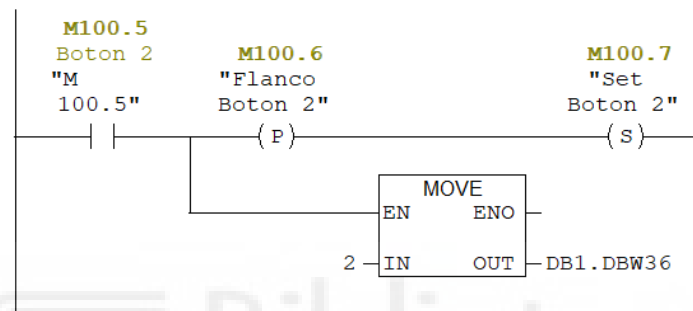 M100.5
Boton 2
"M
100.5"
M100.6
"Flanco
Boton 2"
M100.7
"Set
Boton 2"
P
S
MOVE
EN ENO
2 IN OUT DB1.DBW36